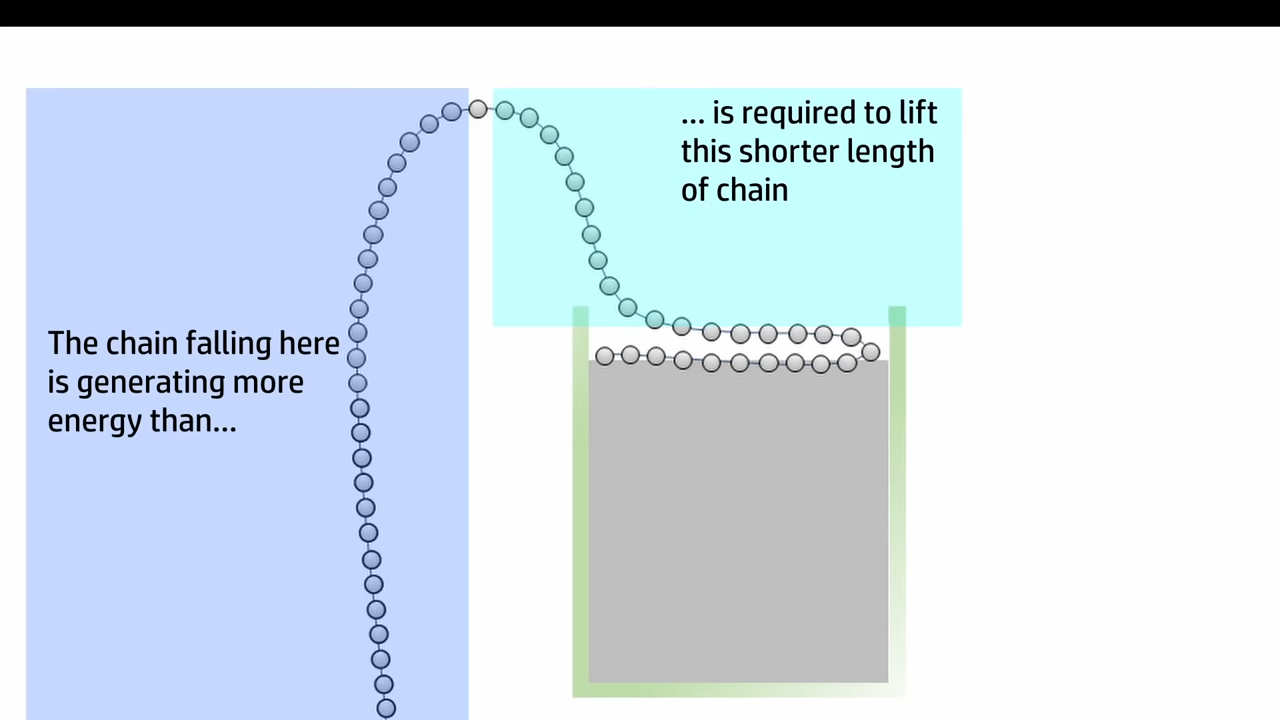 The chain falling here
is generating more
energy than...
... is required to lift
this shorter length
of chain